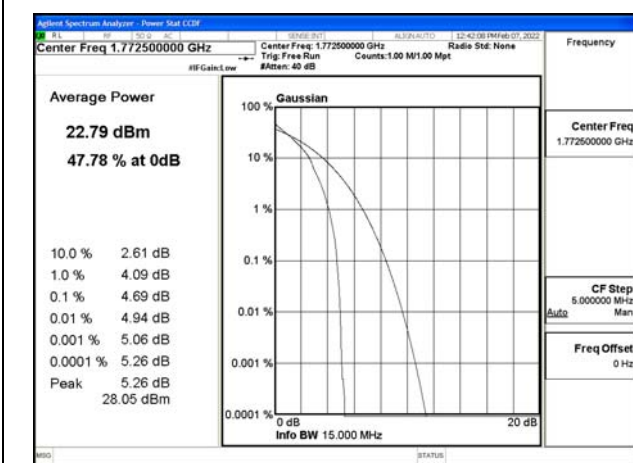 Agilent Spectrum Analyzer - Power Stat CCDF
RL RF 50 Ω AC SENSE:INT ALIGN AUTO 12:42:08 PM Feb 07, 2022
Center Freq 1.772500000 GHz
Center Freq: 1.772500000 GHz Radio Std: None
Trig: Free Run Counts:1.00 M/1.00 Mpt
#IFGain:Low #Atten: 40 dB
Frequency
Average Power
22.79 dBm
47.78 % at 0dB
10.0 % 2.61 dB
1.0 % 4.09 dB
0.1 % 4.69 dB
0.01 % 4.94 dB
0.001 % 5.06 dB
0.0001 % 5.26 dB
Peak 5.26 dB
28.05 dBm
Gaussian
100 %
10 %
1 %
0.1 %
0.01 %
0.001 %
0.0001 %
0 dB 20 dB
Info BW 15.000 MHz
Center Freq
1.772500000 GHz
CF Step
5.000000 MHz
Auto Man
Freq Offset
0 Hz
MSG STATUS